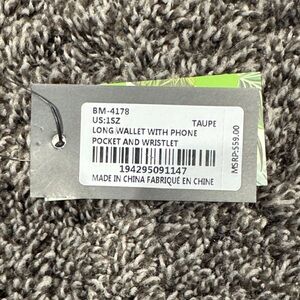 BM-4178
US:1SZ TAUPE
LONG WALLET WITH PHONE
POCKET AND WRISTLET
194295091147
MADE IN CHINA FABRIQUÉ EN CHINE
MSRP:$59.00